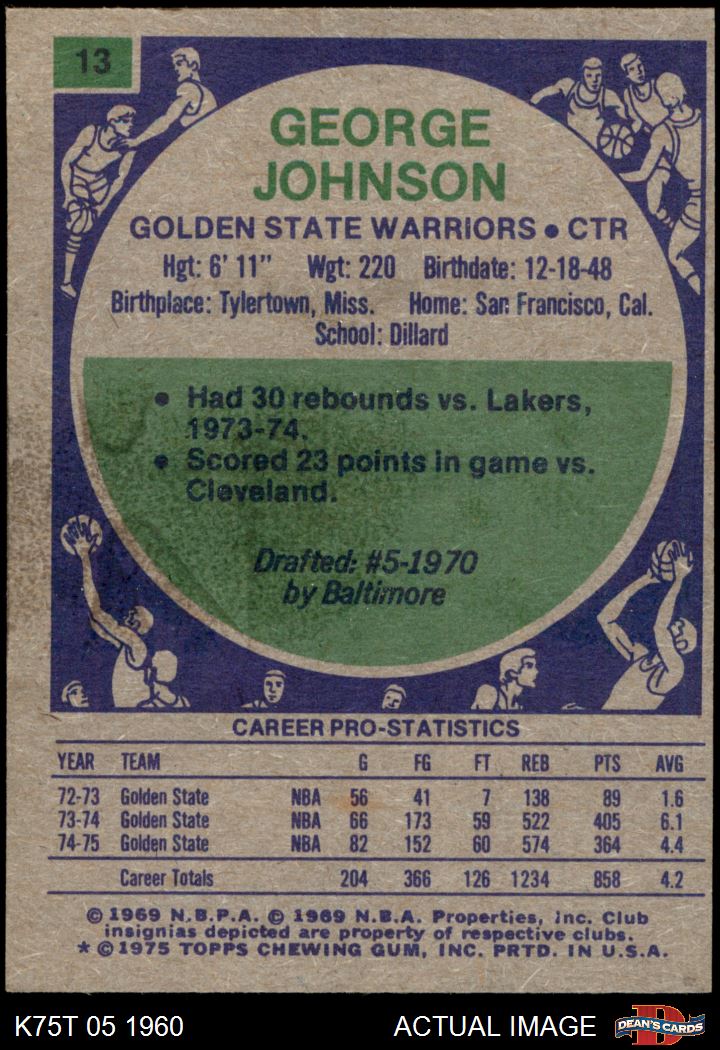 13
GEORGE
JOHNSON
GOLDEN STATE WARRIORS • CTR
Hgt: 6' 11" Wgt: 220 Birthdate: 12-18-48
Birthplace: Tylertown, Miss. Home: San Francisco, Cal.
School: Dillard
• Had 30 rebounds vs. Lakers,
1973-74.
• Scored 23 points in game vs.
Cleveland.
Drafted: #5-1970
by Baltimore
CAREER PRO-STATISTICS
YEAR TEAM G FG FT REB PTS AVG
72-73 Golden State NBA 56 41 7 138 89 1.6
73-74 Golden State NBA 66 173 59 522 405 6.1
74-75 Golden State NBA 82 152 60 574 364 4.4
Career Totals 204 366 126 1234 858 4.2
© 1969 N.B.P.A. © 1969 N.B.A. Properties, Inc. Club
insignias depicted are property of respective clubs.
* © 1975 TOPPS CHEWING GUM, INC. PRTD. IN U.S.A.
K75T 05 1960 ACTUAL IMAGE D DEAN'S CARDS